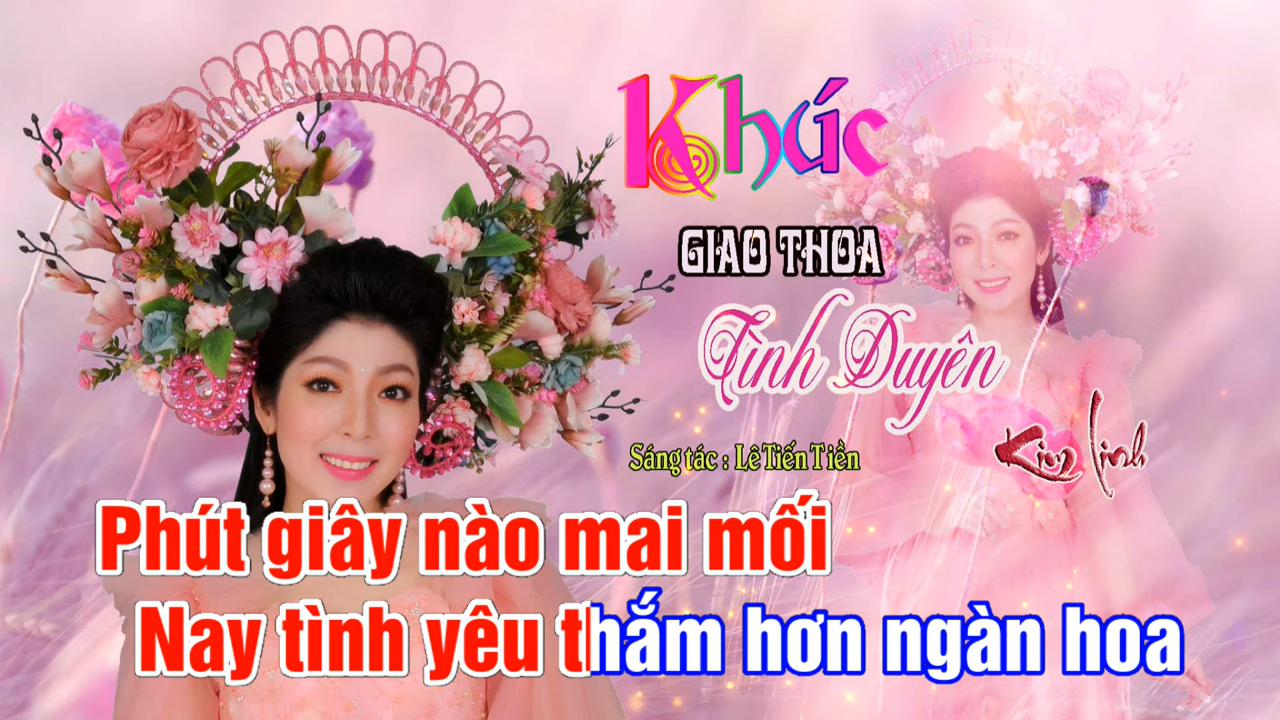 Khúc
GIAO THOA
Tình Duyên
Kim linh
Sáng tác : Lê Tiến Tiền
Phút giây nào mai mối
Nay tình yêu thắm hơn ngàn hoa